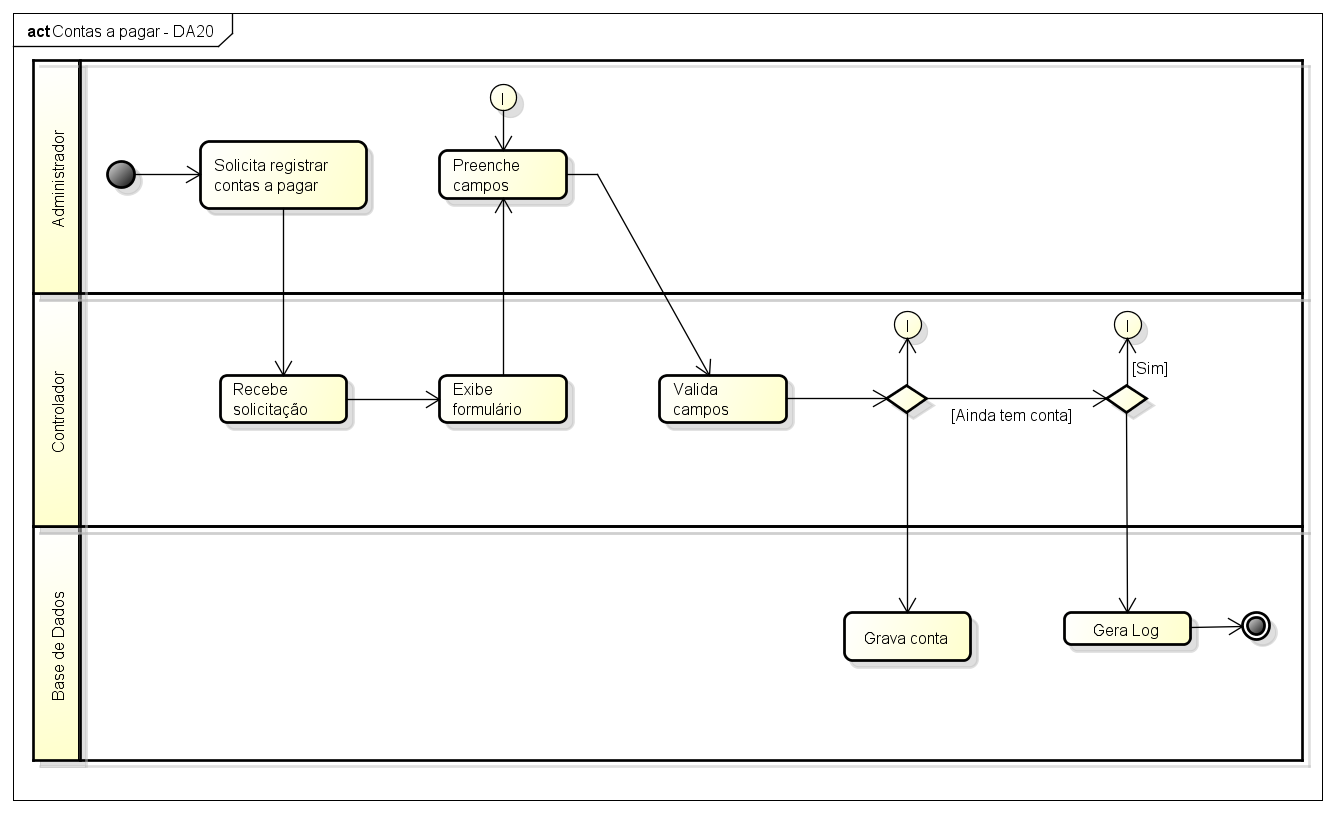 act Contas a pagar - DA20
Administrador
I
Solicita registrar
contas a pagar
Preenche
campos
Controlador
I
I
[Sim]
Recebe
solicitação
Exibe
formulário
Valida
campos
[Ainda tem conta]
Base de Dados
Grava conta
Gera Log